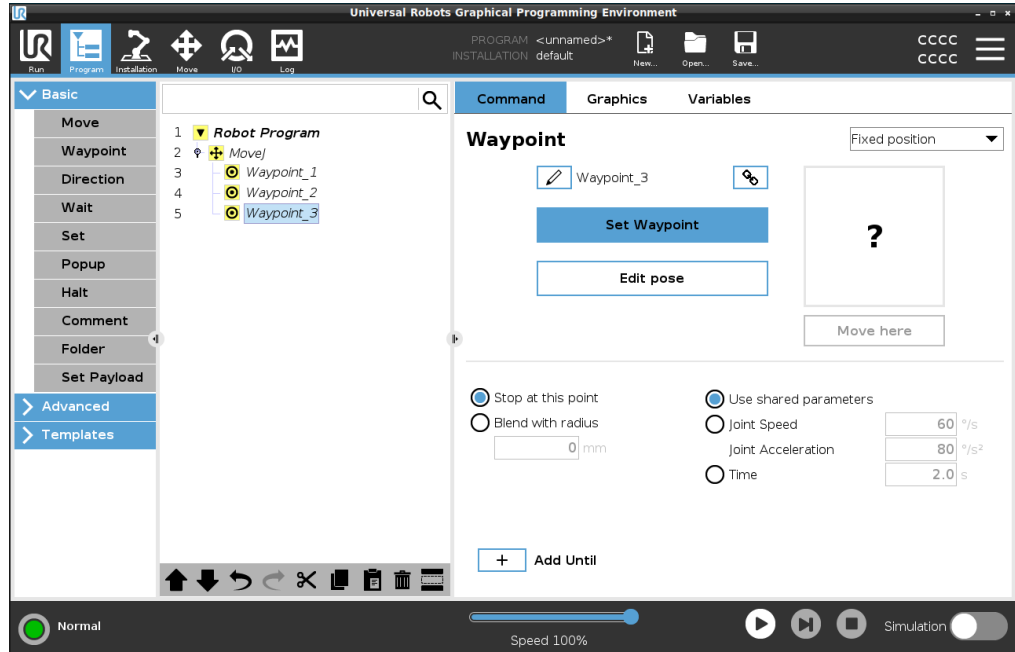 Universal Robots Graphical Programming Environment
UR
Run
Program
Installation
Move
I/O
Log
PROGRAM <unnamed>*
INSTALLATION default
New...
Open...
Save...
CCCC
CCCC
Basic
Move
Waypoint
Direction
Wait
Set
Popup
Halt
Comment
Folder
Set Payload
Advanced
Templates
1 Robot Program
2 MoveJ
3 Waypoint_1
4 Waypoint_2
5 Waypoint_3
Command Graphics Variables
Waypoint
Fixed position
Waypoint_3
Set Waypoint
Edit pose
?
Move here
Stop at this point
Blend with radius
0 mm
Use shared parameters
Joint Speed 60 °/s
Joint Acceleration 80 °/s²
Time 2.0 s
+ Add Until
Normal
Speed 100%
Simulation